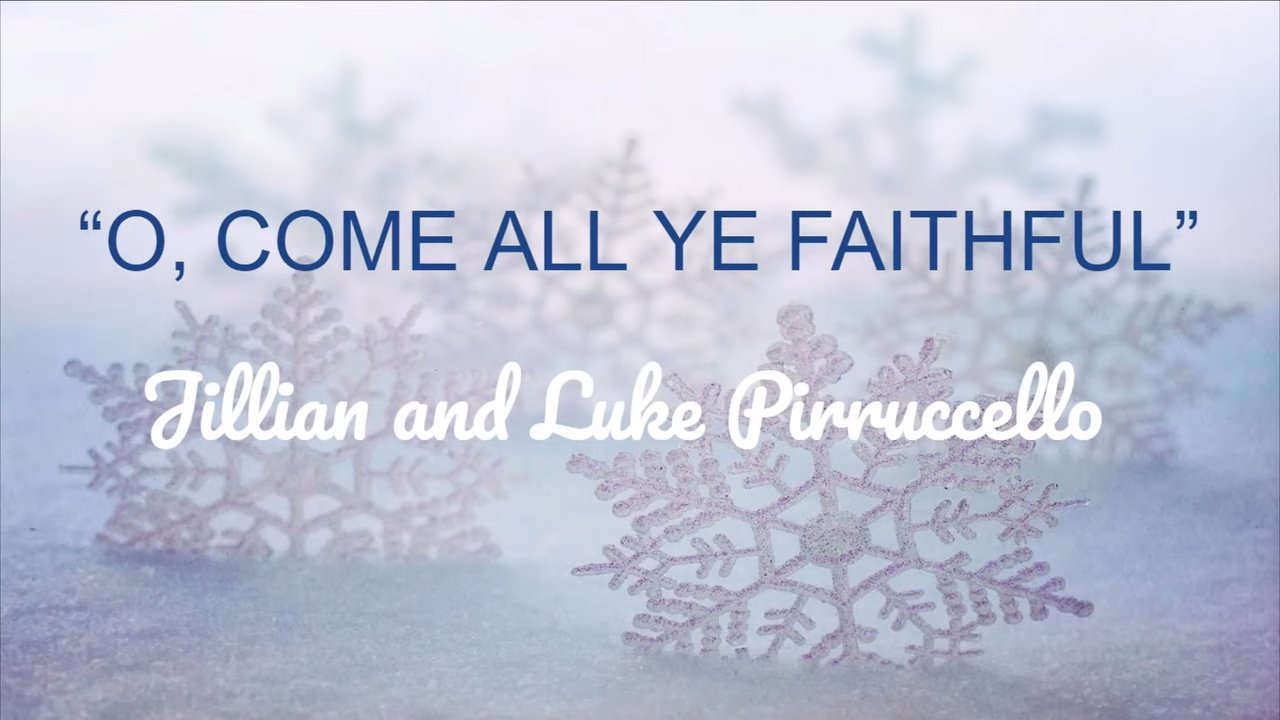 “O, COME ALL YE FAITHFUL”
Jillian and Luke Pirruccello